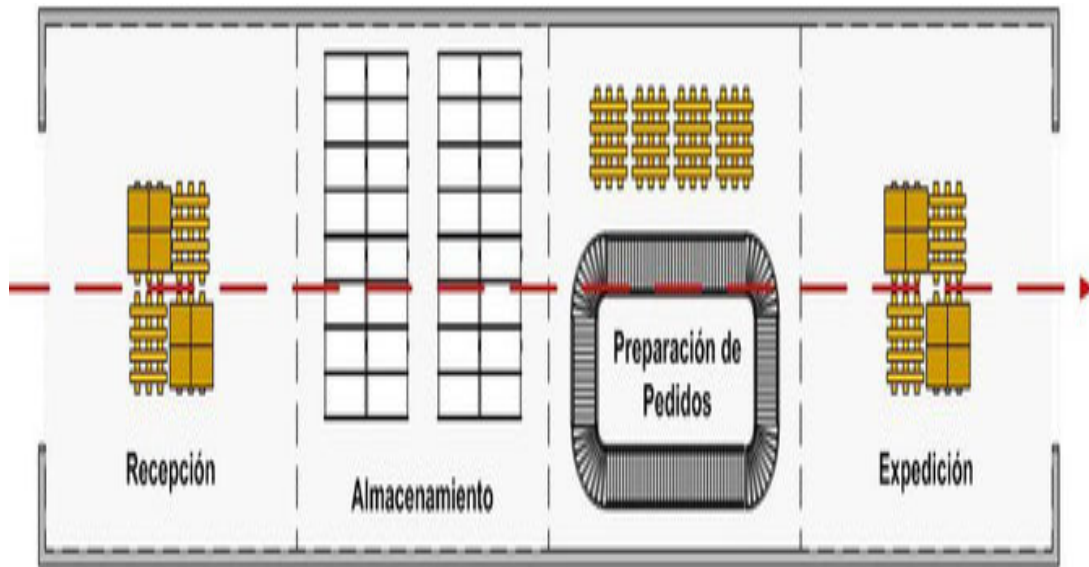 Recepción
Almacenamiento
Preparación de
Pedidos
Expedición